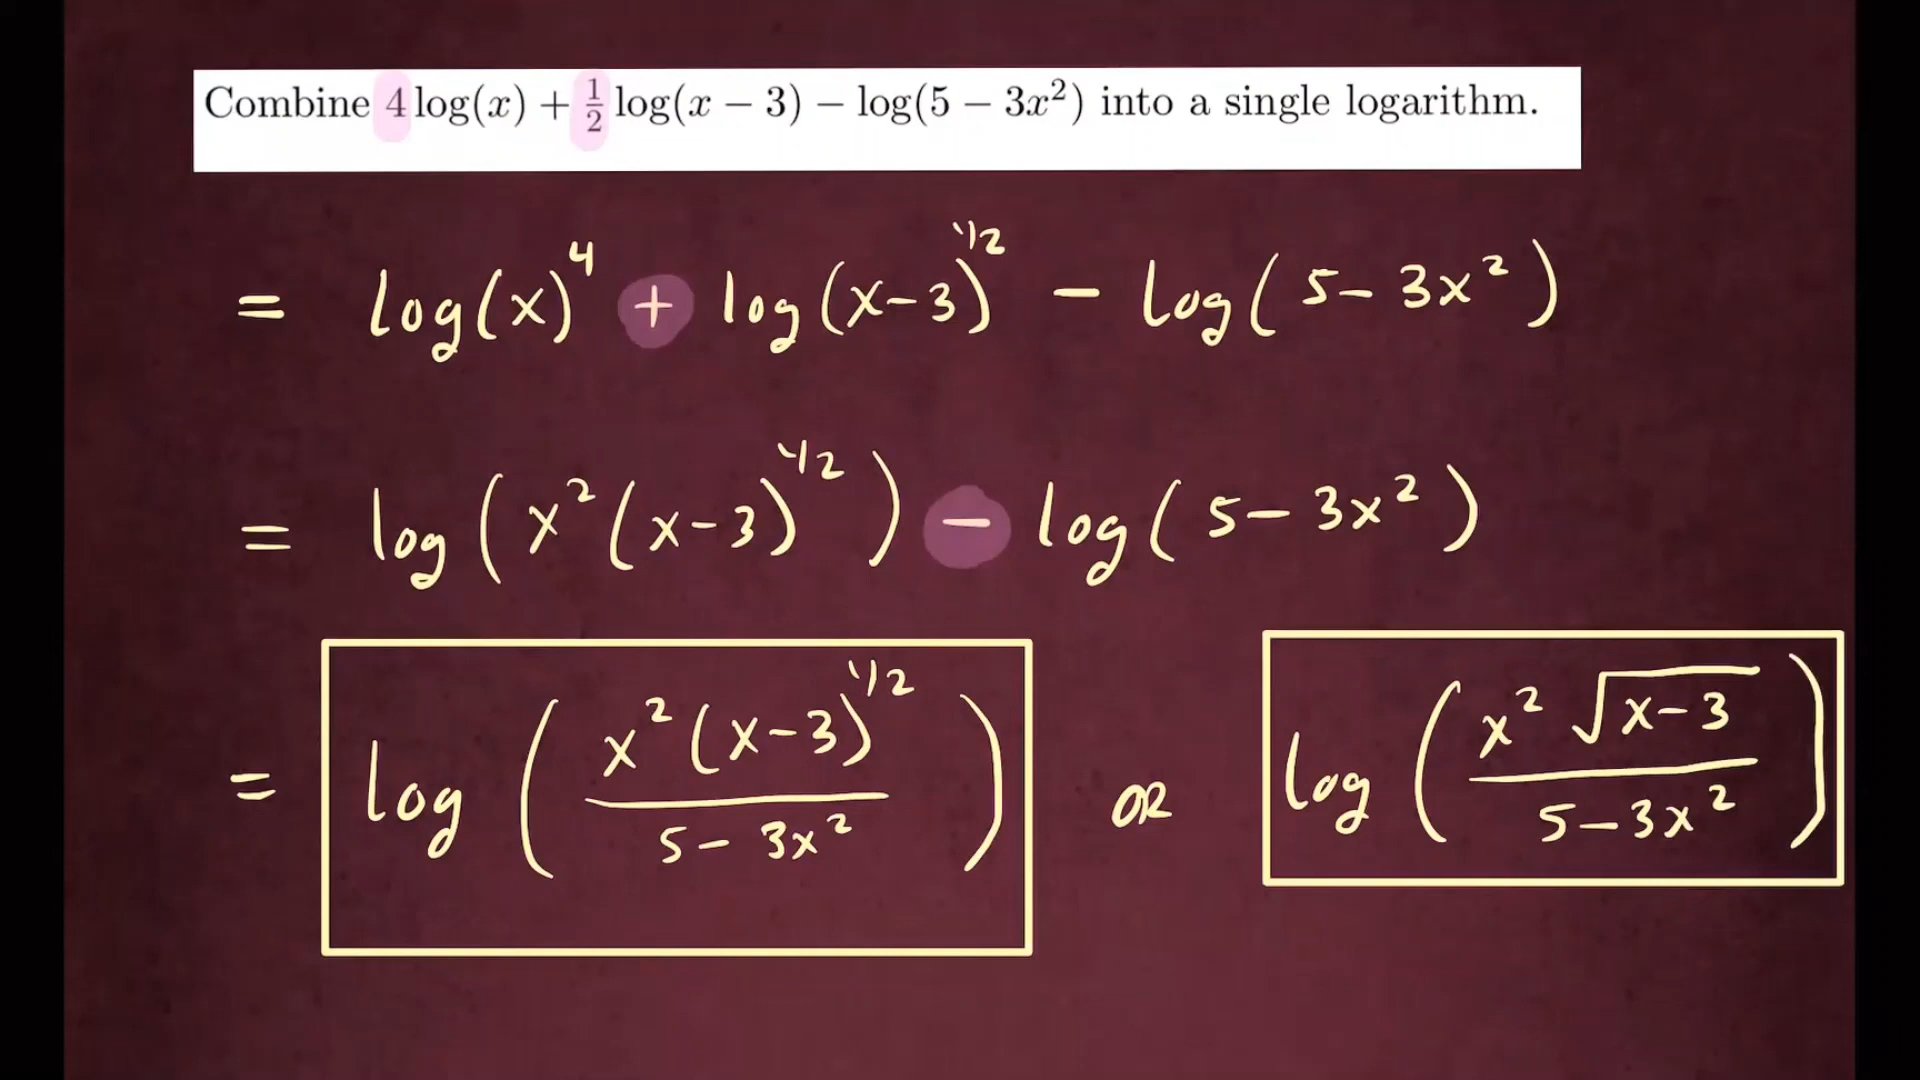 Combine 4 log(x) + 1/2 log(x − 3) − log(5 − 3x²) into a single logarithm.
= log(x)⁴ + log(x-3)^1/2 - log(5-3x²)
= log(x²(x-3)^1/2) - log(5-3x²)
= log(x²(x-3)^1/2 / 5-3x²) OR log(x²√x-3 / 5-3x²)